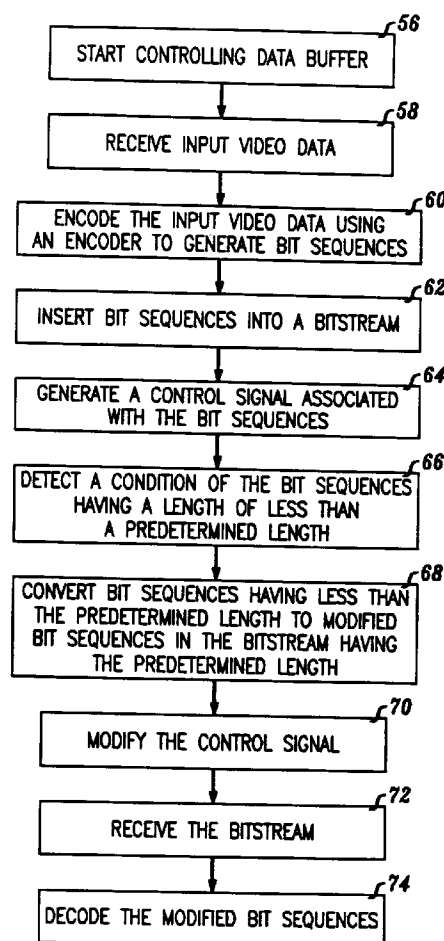 56
START CONTROLLING DATA BUFFER
58
RECEIVE INPUT VIDEO DATA
60
ENCODE THE INPUT VIDEO DATA USING
AN ENCODER TO GENERATE BIT SEQUENCES
62
INSERT BIT SEQUENCES INTO A BITSTREAM
64
GENERATE A CONTROL SIGNAL ASSOCIATED
WITH THE BIT SEQUENCES
66
DETECT A CONDITION OF THE BIT SEQUENCES
HAVING A LENGTH OF LESS THAN
A PREDETERMINED LENGTH
68
CONVERT BIT SEQUENCES HAVING LESS THAN
THE PREDETERMINED LENGTH TO MODIFIED
BIT SEQUENCES IN THE BITSTREAM HAVING
THE PREDETERMINED LENGTH
70
MODIFY THE CONTROL SIGNAL
72
RECEIVE THE BITSTREAM
74
DECODE THE MODIFIED BIT SEQUENCES